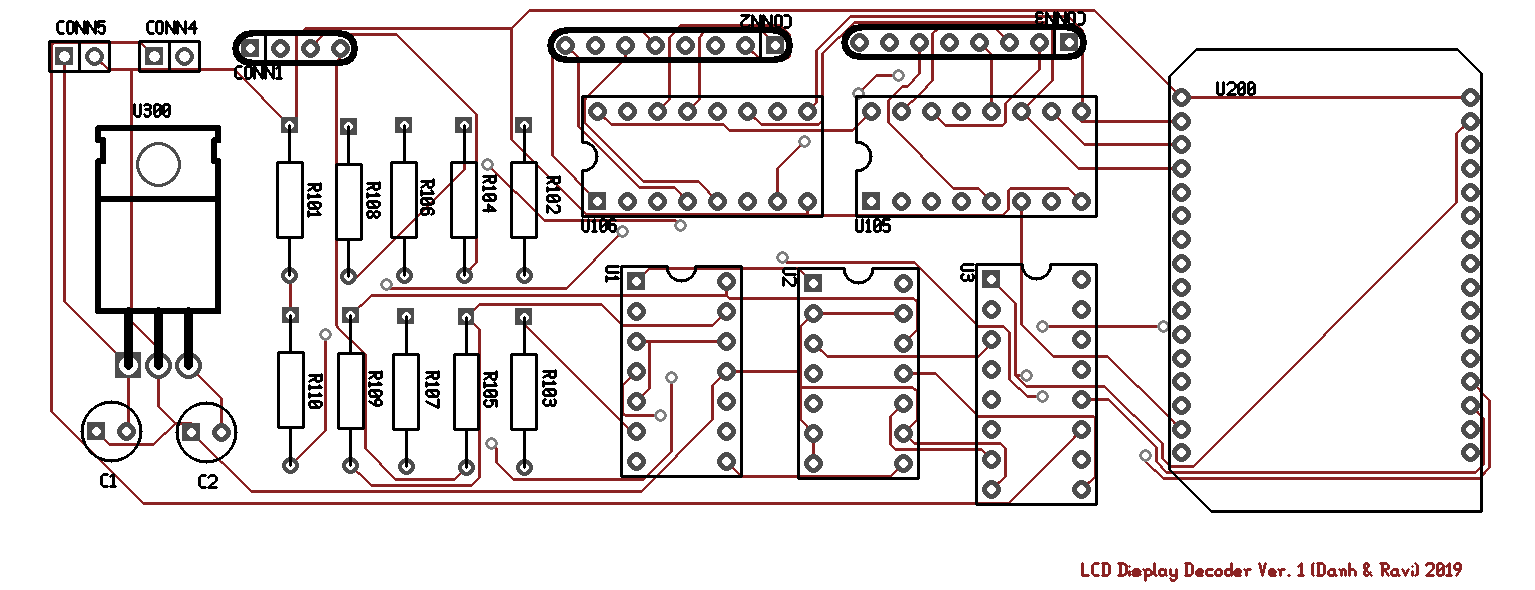 CONN5
CONN4
CONN1
CONN2
CONN3
U300
U200
R101
R108
R106
R104
R102
U106
U105
U1
U2
U3
R110
R109
R107
R105
R103
C1
C2
LCD Display Decoder Ver. 1 (Danh & Ravi) 2019